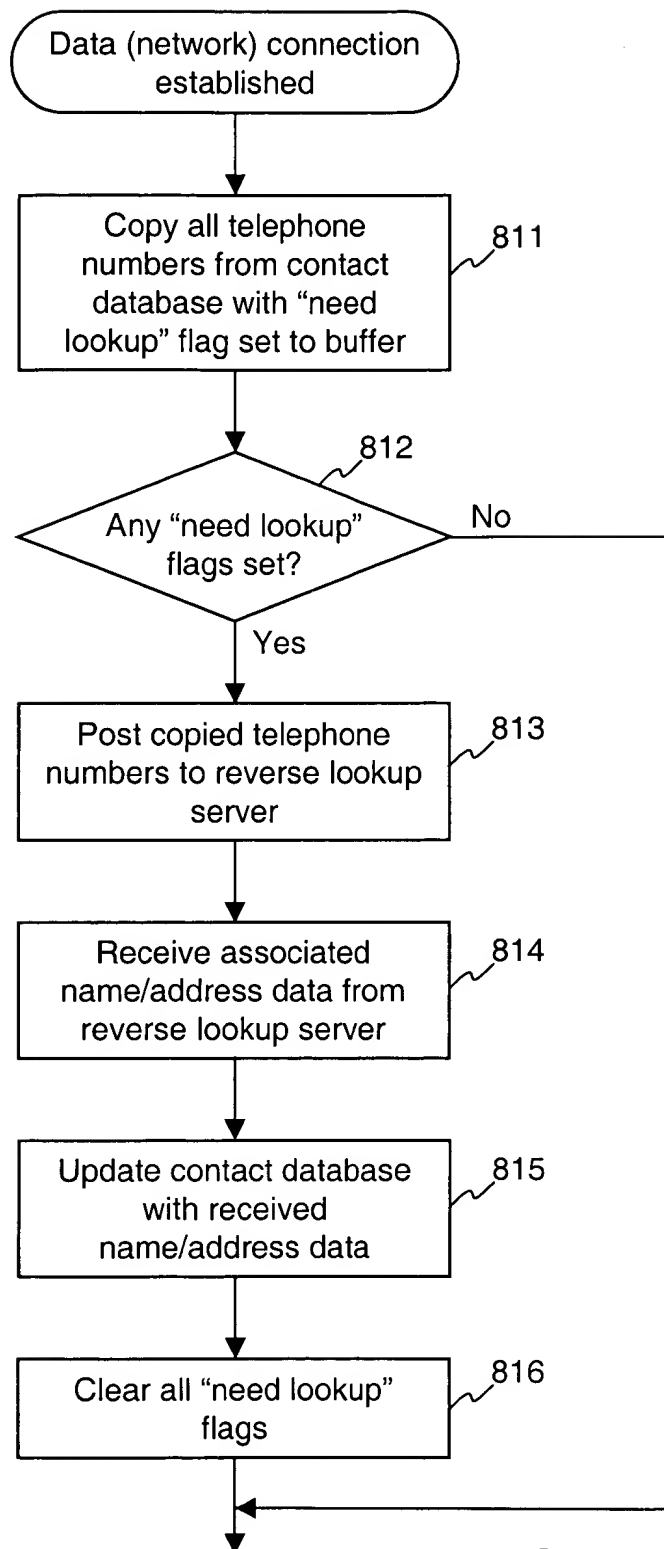 Data (network) connection
established
Copy all telephone
numbers from contact
database with “need
lookup” flag set to buffer
811
812
Any “need lookup”
flags set?
No
Yes
Post copied telephone
numbers to reverse lookup
server
813
Receive associated
name/address data from
reverse lookup server
814
Update contact database
with received
name/address data
815
Clear all “need lookup”
flags
816